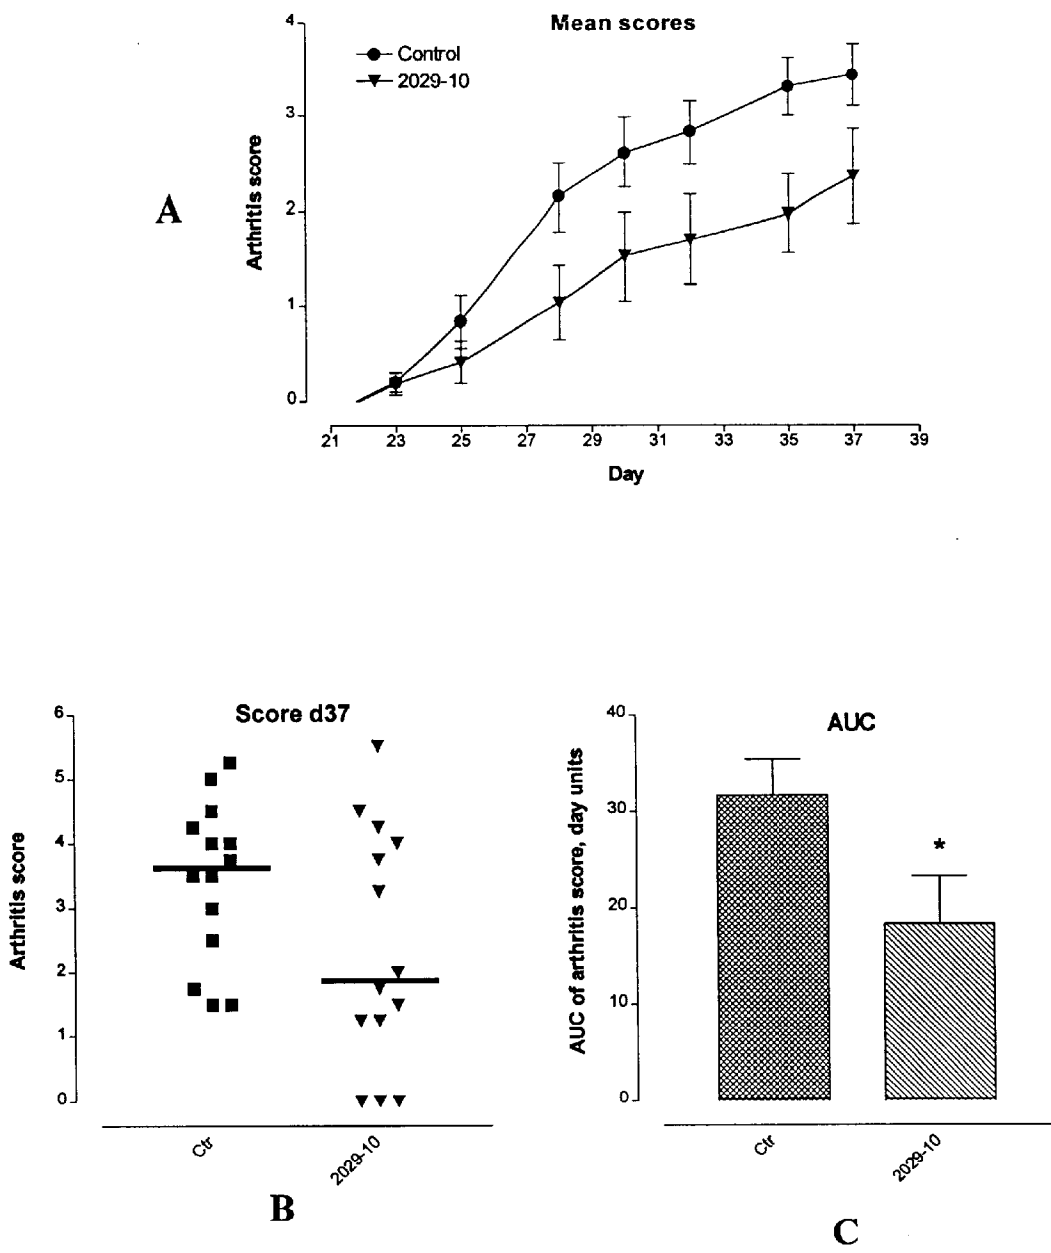 Mean scores
4
3
2
1
0
Control
2029-10
Arthritis score
A
21 23 25 27 29 31 33 35 37 39
Day
Score d37
6
5
4
3
2
1
0
Arthritis score
Ctr
2029-10
B
AUC
40
30
20
10
0
AUC of arthritis score, day units
*
Ctr
2029-10
C